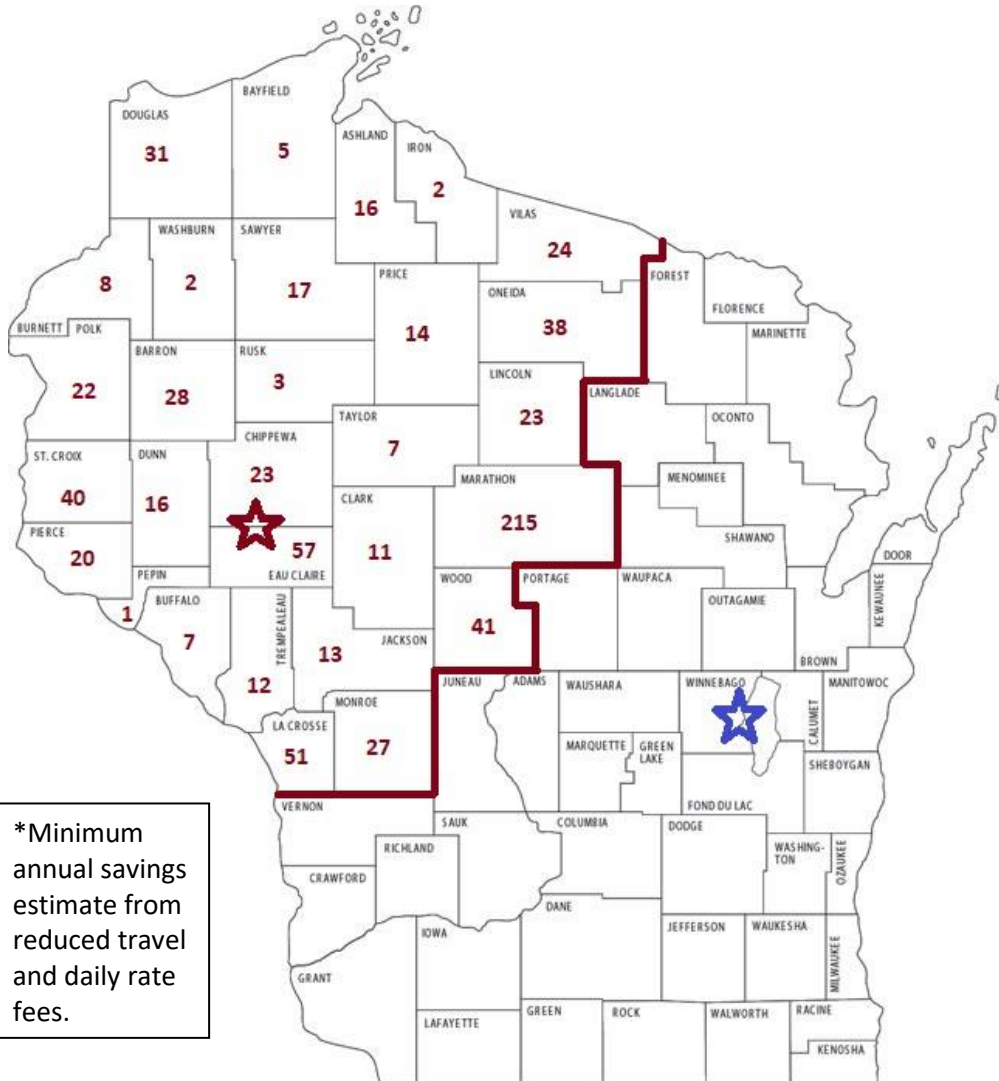 BAYFIELD
DOUGLAS
31
5
ASHLAND
IRON
16
2
VILAS
24
WASHBURN
SAWYER
8
2
17
PRICE
14
FOREST
ONEIDA
38
FLORENCE
MARINETTE
BURNETT
POLK
22
BARRON
28
RUSK
3
LINCOLN
23
LANGLADE
OCONTO
TAYLOR
7
CHIPPEWA
23
ST. CROIX
40
DUNN
16
MARATHON
215
MENOMINEE
CLARK
11
SHAWANO
PIERCE
20
57
EAU CLAIRE
DOOR
PEPIN
1
BUFFALO
7
TREMPEALEAU
12
WOOD
41
PORTAGE
WAUPACA
OUTAGAMIE
KEWAUNEE
BROWN
JACKSON
13
JUNEAU
ADAMS
WAUSHARA
WINNEBAGO
MANITOWOC
CALUMET
MONROE
27
LA CROSSE
51
MARQUETTE
GREEN
LAKE
SHEBOYGAN
FOND DU LAC
VERNON
SAUK
COLUMBIA
DODGE
WASHING-
TON
OZAUKEE
RICHLAND
CRAWFORD
DANE
IOWA
JEFFERSON
WAUKESHA
MILWAUKEE
GRANT
LAFAYETTE
GREEN
ROCK
WALWORTH
RACINE
KENOSHA
*Minimum
annual savings
estimate from
reduced travel
and daily rate
fees.